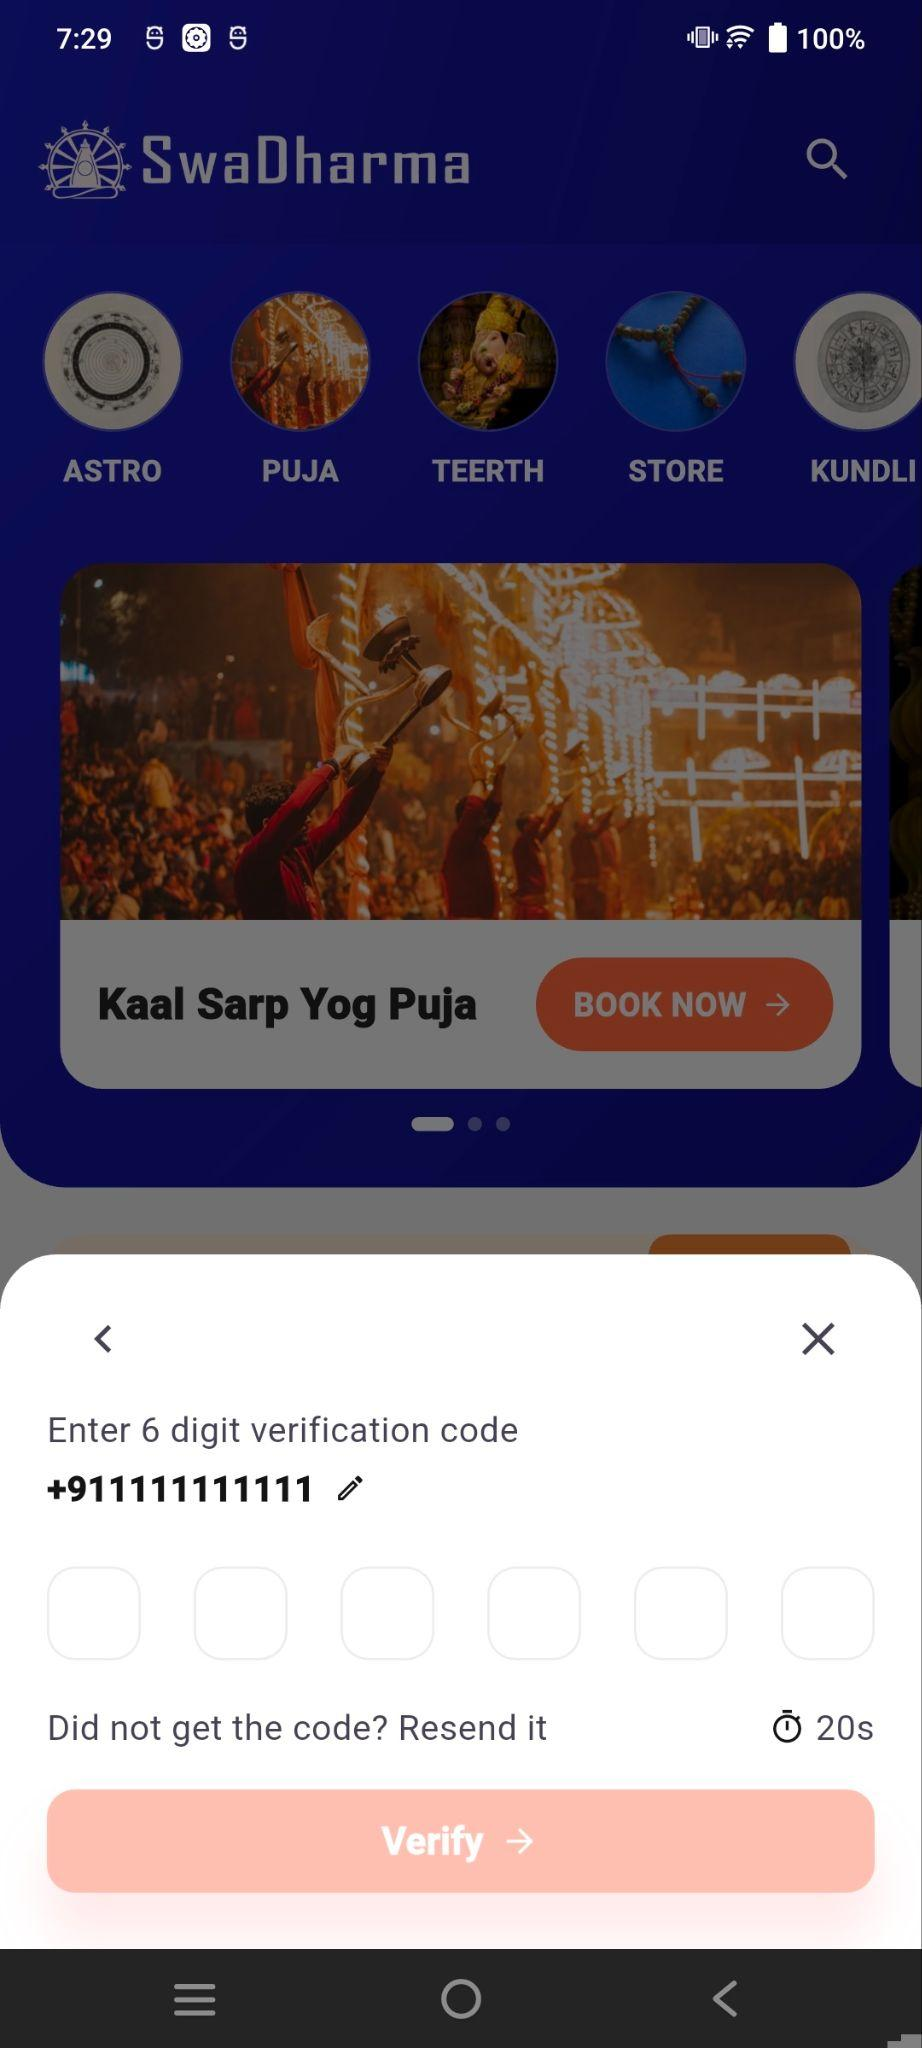 7:29
100%
SwaDharma
ASTRO
PUJA
TEERTH
STORE
KUNDLI
Kaal Sarp Yog Puja
BOOK NOW →
Enter 6 digit verification code
+911111111111
Did not get the code? Resend it
20s
Verify →